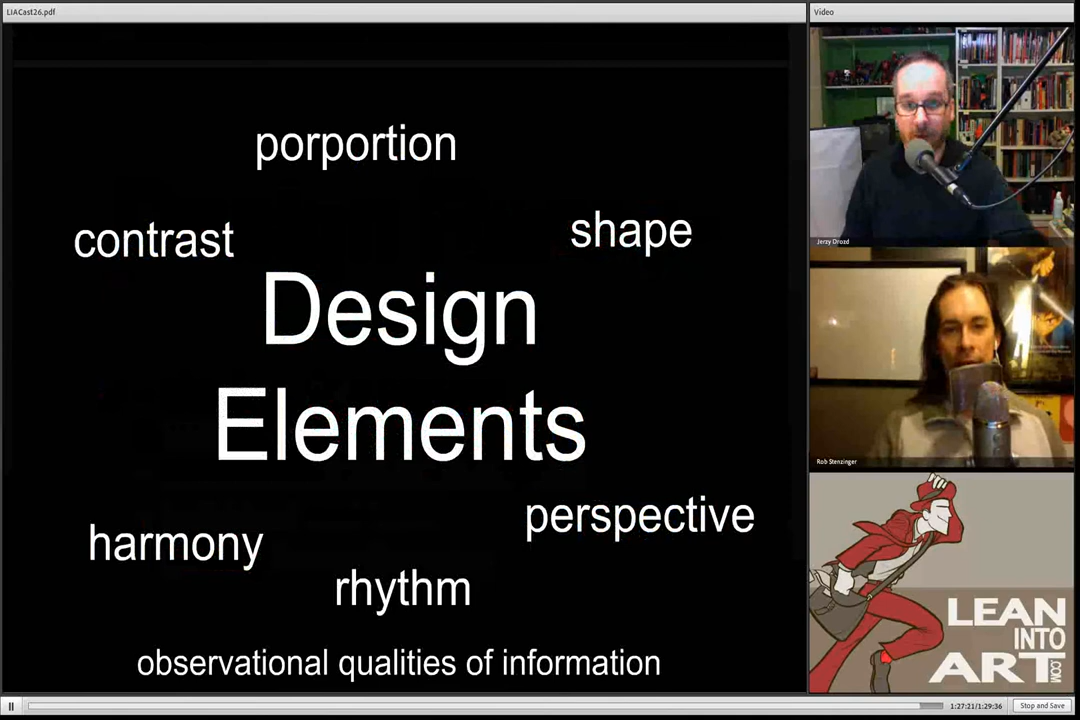 LIACast26.pdf
Video
porportion
contrast
shape
Design
Elements
perspective
harmony
rhythm
observational qualities of information
Jerzy Drozd
Rob Stenzinger
LEAN
INTO
ART.COM
1:27:21/1:29:36
Stop and Save